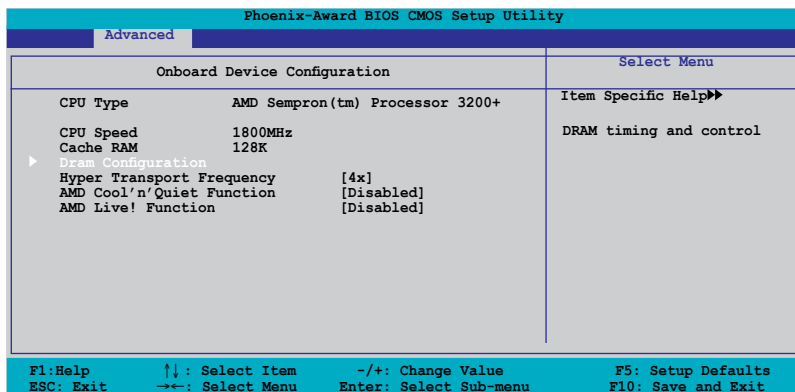 Phoenix-Award BIOS CMOS Setup Utility
Advanced
Onboard Device Configuration
Select Menu
CPU Type AMD Sempron(tm) Processor 3200+
CPU Speed 1800MHz
Cache RAM 128K
Dram Configuration
Hyper Transport Frequency [4x]
AMD Cool'n'Quiet Function [Disabled]
AMD Live! Function [Disabled]
Item Specific Help▶▶
DRAM timing and control
F1:Help ↑↓: Select Item -/+: Change Value F5: Setup Defaults
ESC: Exit →←: Select Menu Enter: Select Sub-menu F10: Save and Exit